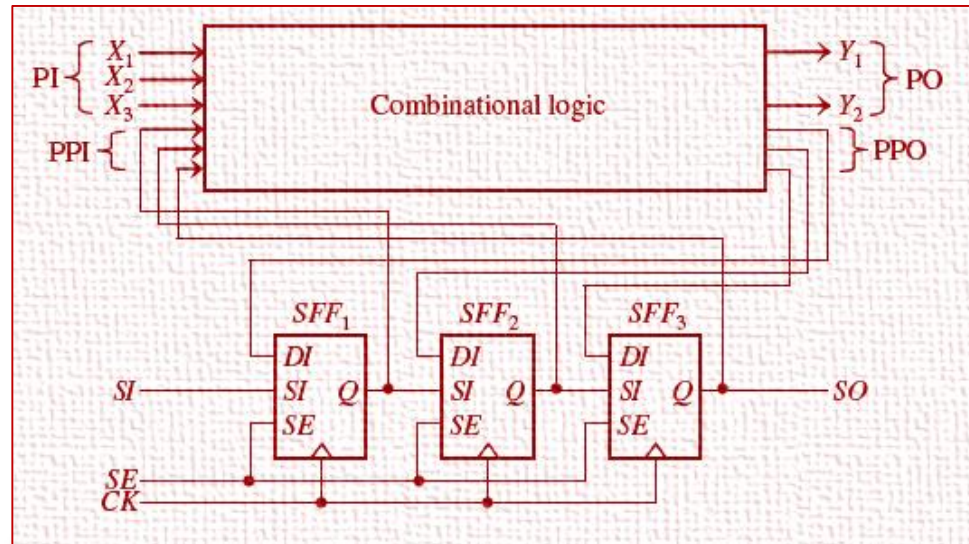 PI
X₁
X₂
X₃
PPI
Combinational logic
Y₁
Y₂
PO
PPO
SFF₁
SFF₂
SFF₃
DI
DI
DI
SI
SI Q
SI Q
SI Q
SO
SE
SE
SE
SE
CK